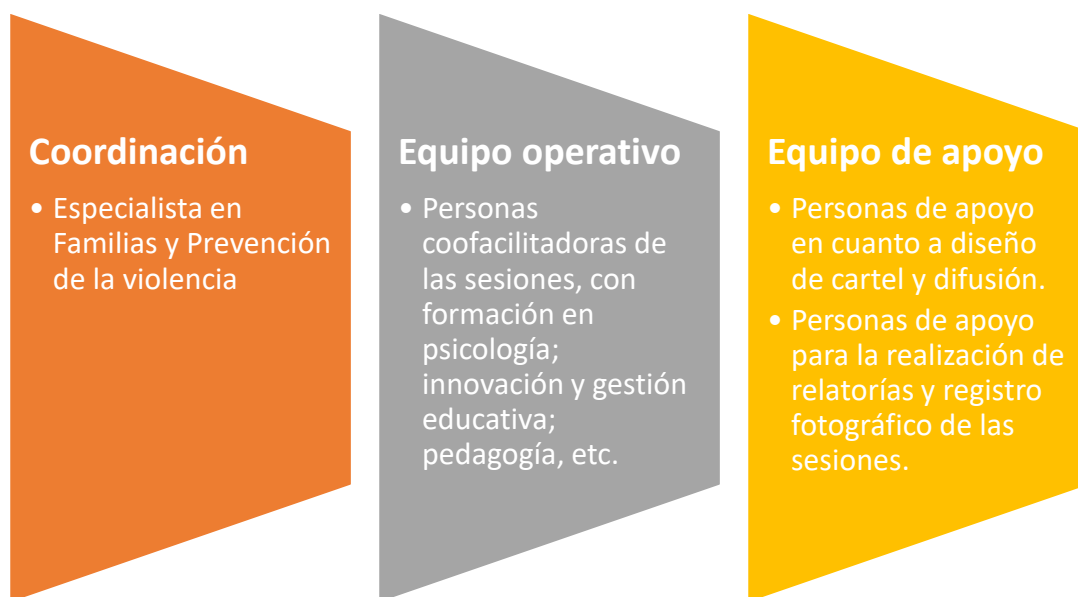 Coordinación
• Especialista en
Familias y Prevención
de la violencia
Equipo operativo
• Personas
coofacilitadoras de
las sesiones, con
formación en
psicología;
innovación y gestión
educativa;
pedagogía, etc.
Equipo de apoyo
• Personas de apoyo
en cuanto a diseño
de cartel y difusión.
• Personas de apoyo
para la realización de
relatorías y registro
fotográfico de las
sesiones.